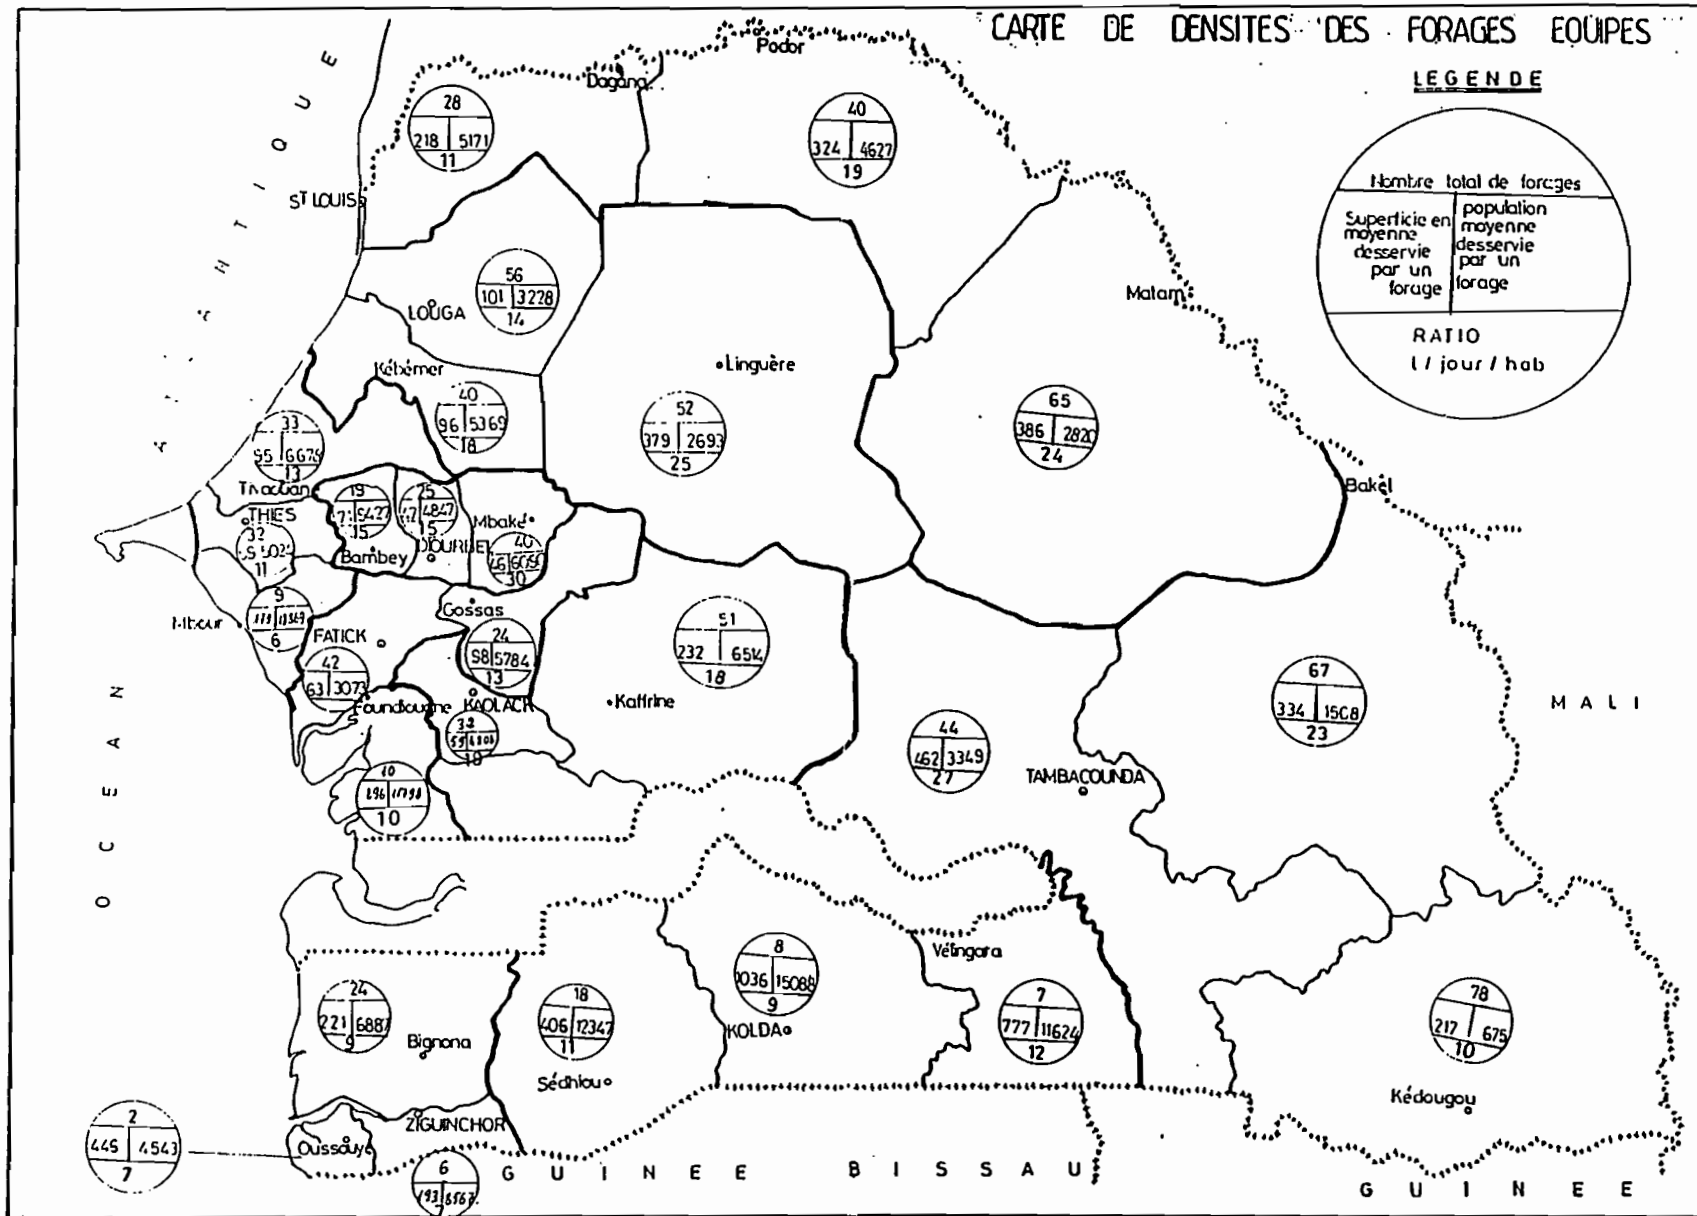 CARTE DE DENSITES DES FORAGES EQUIPES
LEGENDE
Nombre total de forages
Superficie en moyenne desservie par un forage
population moyenne desservie par un forage
RATIO
l / jour / hab
OCEAN
Podor
Dagana
28
218 5171
11
40
324 4627
19
ST LOUIS
56
101 3228
14
LOUGA
Matam
Linguère
Kébémer
40
96 5369
18
52
379 2693
25
65
386 2820
24
33
13
Tivaouan
Bakel
THIES
32
11
19
15
Bambey
25
DIOURBEL
Mbaké
40
30
Mbour
9
6
Gossas
FATICK
42
63 3073
24
58 5784
13
51
232 6514
18
Foundiougne
KAOLACK
Kaffrine
67
334 1508
23
MALI
44
462 3349
27
TAMBACOUNDA
10
10
24
221 6887
9
Bignona
18
406 12347
11
Sédhiou
8
1036 15088
9
KOLDA
Vélingara
7
777 11624
12
78
217 675
10
Kédougou
2
445 4543
7
Oussouye
ZIGUINCHOR
6
GUINEE BISSAU
GUINEE